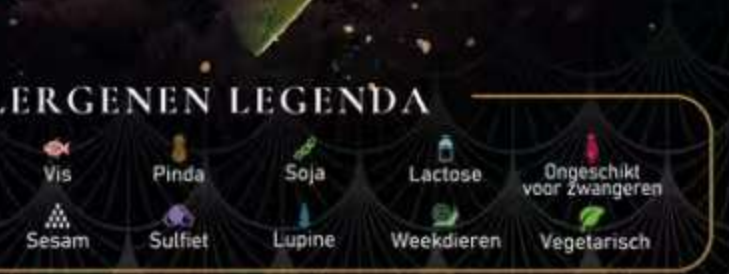 LERGENEN LEGENDA
Vis Pinda Soja Lactose Ongeschikt
voor zwangeren
Sesam Sulfiet Lupine Weekdieren Vegetarisch